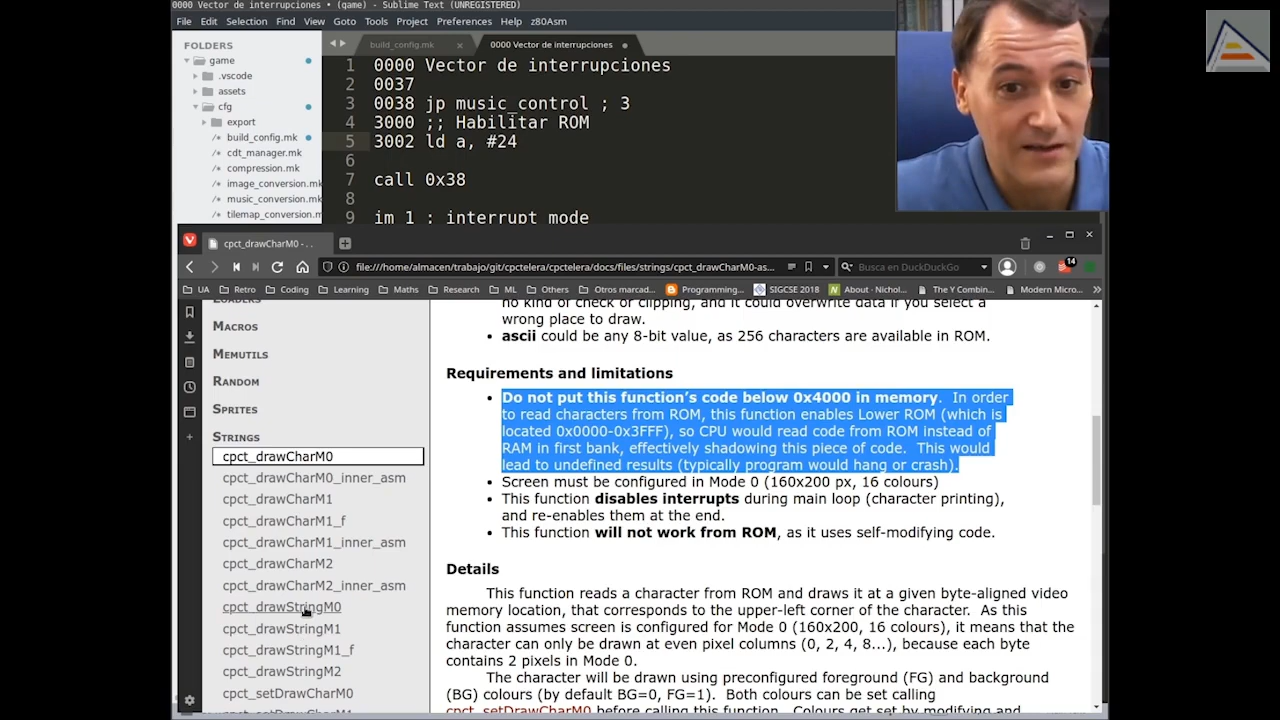 0000 Vector de interrupciones • (game) - Sublime Text (UNREGISTERED)
File Edit Selection Find View Goto Tools Project Preferences Help z80Asm
FOLDERS
game
.vscode
assets
cfg
export
build_config.mk
cdt_manager.mk
compression.mk
image_conversion.mk
music_conversion.mk
tilemap_conversion.m
build_config.mk × 0000 Vector de interrupciones •
1 0000 Vector de interrupciones
2 0037
3 0038 jp music_control ; 3
4 3000 ;; Habilitar ROM
5 3002 ld a, #24
6
7 call 0x38
8
9 im 1 : interrupt mode
cpct_drawCharM0 - . .
file:///home/almacen/trabajo/git/cpctelera/cpctelera/docs/files/strings/cpct_drawCharM0-as... Busca en DuckDuckGo 14
UA Retro Coding Learning Maths Research ML Others Otros marcad... Programming... SIGCSE 2018 About · Nichol... The Y Combin... Modern Micro... »
LOADERS
MACROS
MEMUTILS
RANDOM
SPRITES
STRINGS
cpct_drawCharM0
cpct_drawCharM0_inner_asm
cpct_drawCharM1
cpct_drawCharM1_f
cpct_drawCharM1_inner_asm
cpct_drawCharM2
cpct_drawCharM2_inner_asm
cpct_drawStringM0
cpct_drawStringM1
cpct_drawStringM1_f
cpct_drawStringM2
cpct_setDrawCharM0
cpct_setDrawCharM1
no kind of check or clipping, and it could overwrite data if you select a
wrong place to draw.
• ascii could be any 8-bit value, as 256 characters are available in ROM.
Requirements and limitations
• Do not put this function's code below 0x4000 in memory. In order
to read characters from ROM, this function enables Lower ROM (which is
located 0x0000-0x3FFF), so CPU would read code from ROM instead of
RAM in first bank, effectively shadowing this piece of code. This would
lead to undefined results (typically program would hang or crash).
• Screen must be configured in Mode 0 (160x200 px, 16 colours)
• This function disables interrupts during main loop (character printing),
and re-enables them at the end.
• This function will not work from ROM, as it uses self-modifying code.
Details
This function reads a character from ROM and draws it at a given byte-aligned video
memory location, that corresponds to the upper-left corner of the character. As this
function assumes screen is configured for Mode 0 (160x200, 16 colours), it means that the
character can only be drawn at even pixel columns (0, 2, 4, 8...), because each byte
contains 2 pixels in Mode 0.
The character will be drawn using preconfigured foreground (FG) and background
(BG) colours (by default BG=0, FG=1). Both colours can be set calling
cpct_setDrawCharM0 before calling this function. Colours get set by modifying and